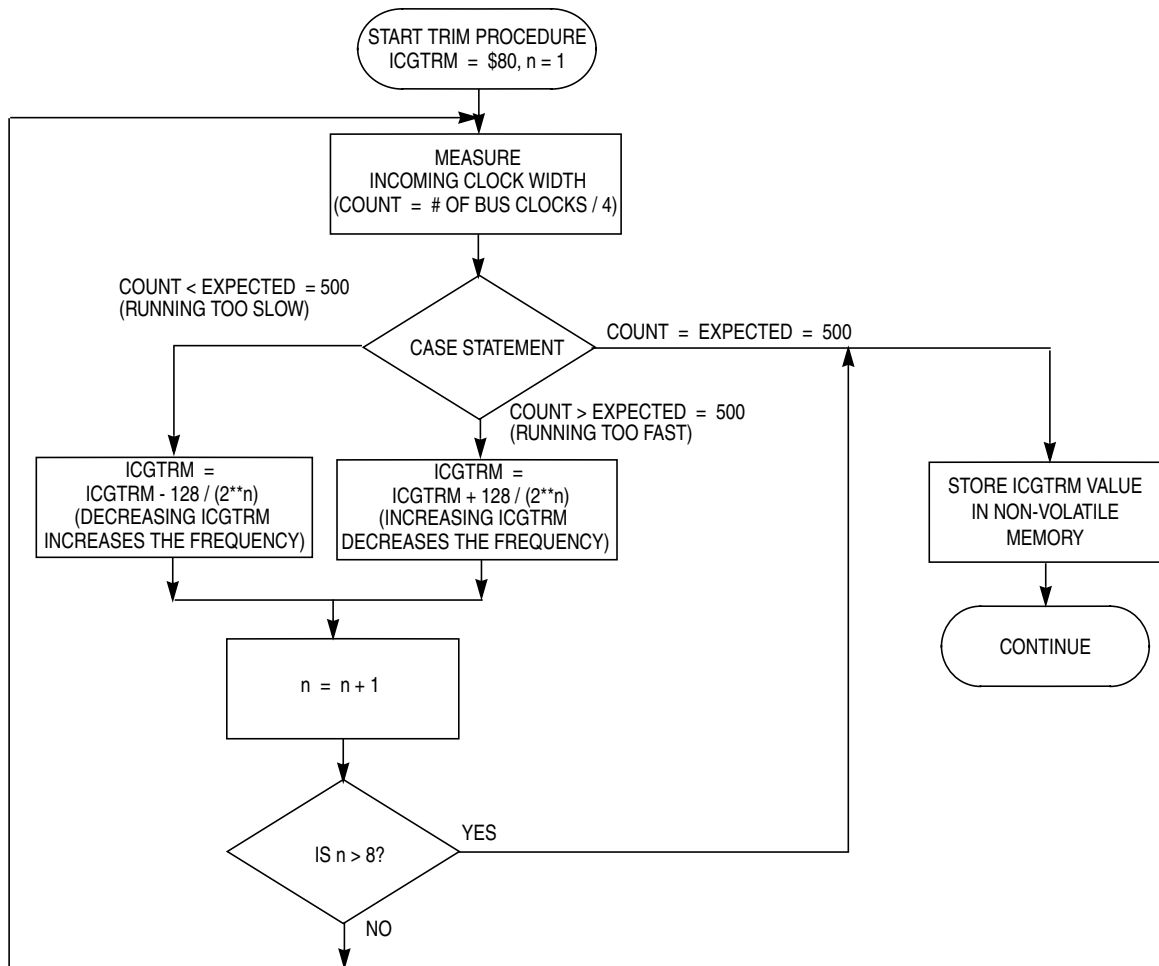 START TRIM PROCEDURE
ICGTRM = $80, n = 1
MEASURE
INCOMING CLOCK WIDTH
(COUNT = # OF BUS CLOCKS / 4)
COUNT < EXPECTED = 500
(RUNNING TOO SLOW)
CASE STATEMENT
COUNT = EXPECTED = 500
COUNT > EXPECTED = 500
(RUNNING TOO FAST)
ICGTRM =
ICGTRM - 128 / (2**n)
(DECREASING ICGTRM
INCREASES THE FREQUENCY)
ICGTRM =
ICGTRM + 128 / (2**n)
(INCREASING ICGTRM
DECREASES THE FREQUENCY)
STORE ICGTRM VALUE
IN NON-VOLATILE
MEMORY
CONTINUE
n = n + 1
IS n > 8?
YES
NO